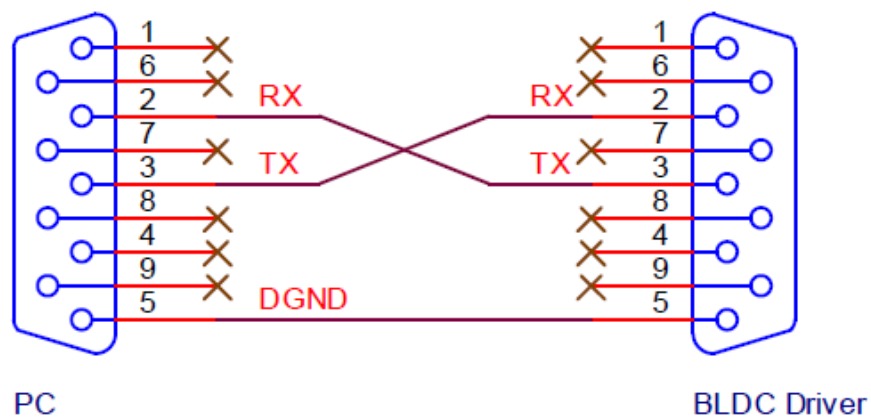 1 1
6 6
RX RX
2 2
7 7
TX TX
3 3
8 8
4 4
9 9
DGND
5 5
PC BLDC Driver